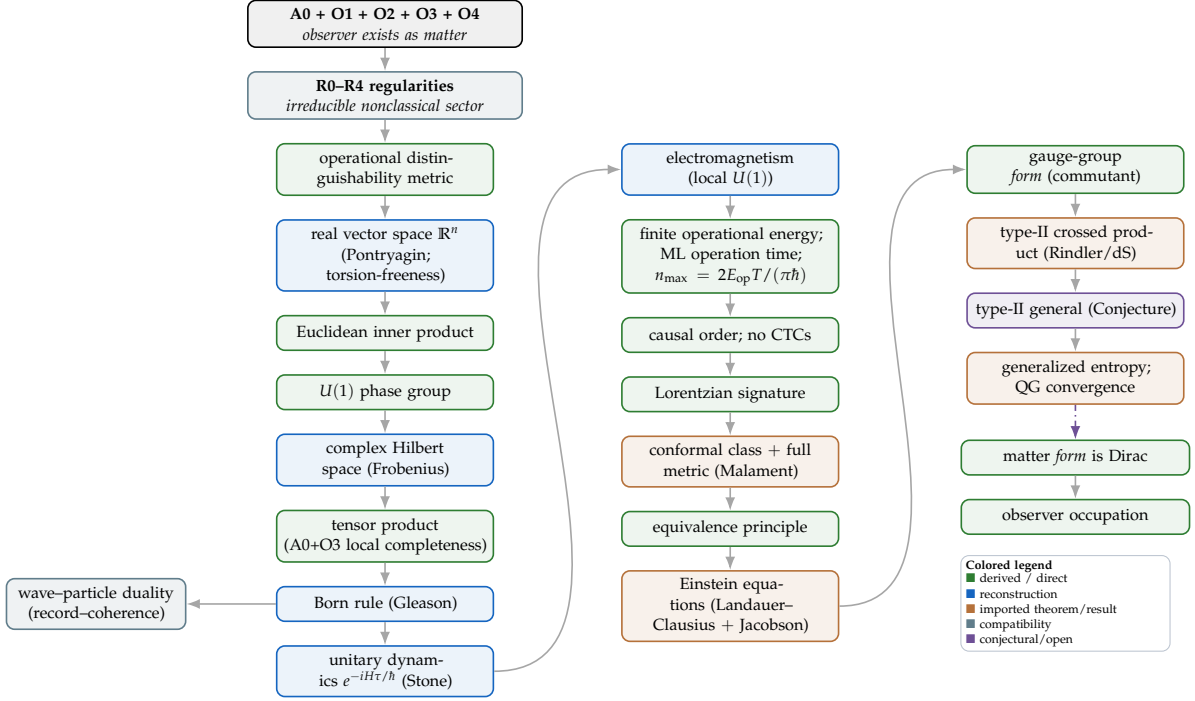 A0 + O1 + O2 + O3 + O4
observer exists as matter
R0–R4 regularities
irreducible nonclassical sector
operational distin-
guishability metric
real vector space ℝⁿ
(Pontryagin;
torsion-freeness)
Euclidean inner product
U(1) phase group
complex Hilbert
space (Frobenius)
tensor product
(A0+O3 local completeness)
Born rule (Gleason)
wave–particle duality
(record–coherence)
unitary dynam-
ics e^{−iHτ/ℏ} (Stone)
electromagnetism
(local U(1))
finite operational energy;
ML operation time;
n_max = 2E_op T/(πℏ)
causal order; no CTCs
Lorentzian signature
conformal class + full
metric (Malament)
equivalence principle
Einstein equa-
tions (Landauer–
Clausius + Jacobson)
gauge-group
form (commutant)
type-II crossed prod-
uct (Rindler/dS)
type-II general (Conjecture)
generalized entropy;
QG convergence
matter form is Dirac
observer occupation
Colored legend
derived / direct
reconstruction
imported theorem/result
compatibility
conjectural/open